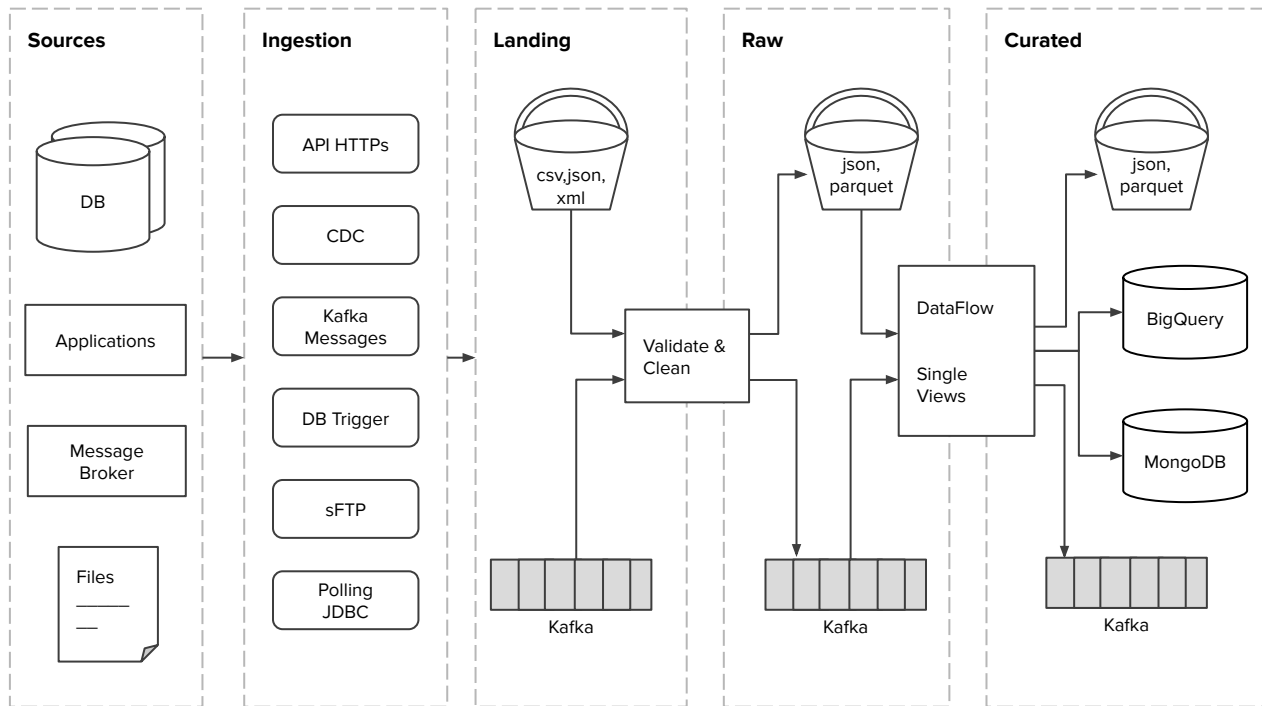 Sources
DB
Applications
Message
Broker
Files
Ingestion
API HTTPs
CDC
Kafka
Messages
DB Trigger
sFTP
Polling
JDBC
Landing
csv,json,
xml
Validate &
Clean
Kafka
Raw
json,
parquet
DataFlow
Single
Views
Kafka
Curated
json,
parquet
BigQuery
MongoDB
Kafka